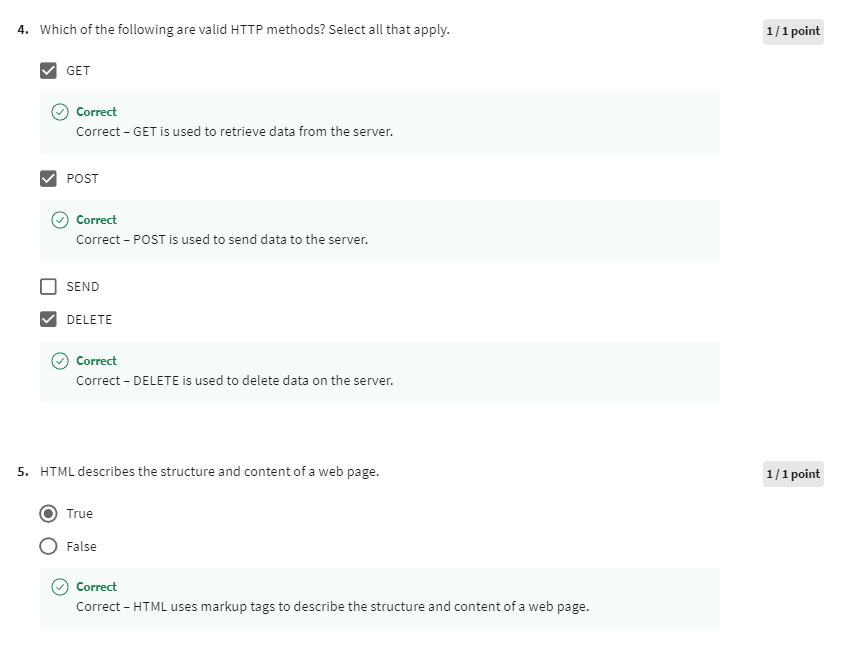 4. Which of the following are valid HTTP methods? Select all that apply.
1 / 1 point
GET
Correct
Correct – GET is used to retrieve data from the server.
POST
Correct
Correct – POST is used to send data to the server.
SEND
DELETE
Correct
Correct – DELETE is used to delete data on the server.
5. HTML describes the structure and content of a web page.
1 / 1 point
True
False
Correct
Correct – HTML uses markup tags to describe the structure and content of a web page.